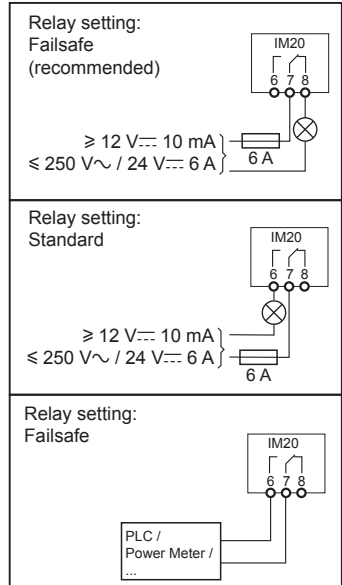 Relay setting:
Failsafe
(recommended)
IM20
6 7 8
≥ 12 V⎓ 10 mA
≤ 250 V∿ / 24 V⎓ 6 A
6 A
Relay setting:
Standard
IM20
6 7 8
≥ 12 V⎓ 10 mA
≤ 250 V∿ / 24 V⎓ 6 A
6 A
Relay setting:
Failsafe
IM20
6 7 8
PLC /
Power Meter /
...